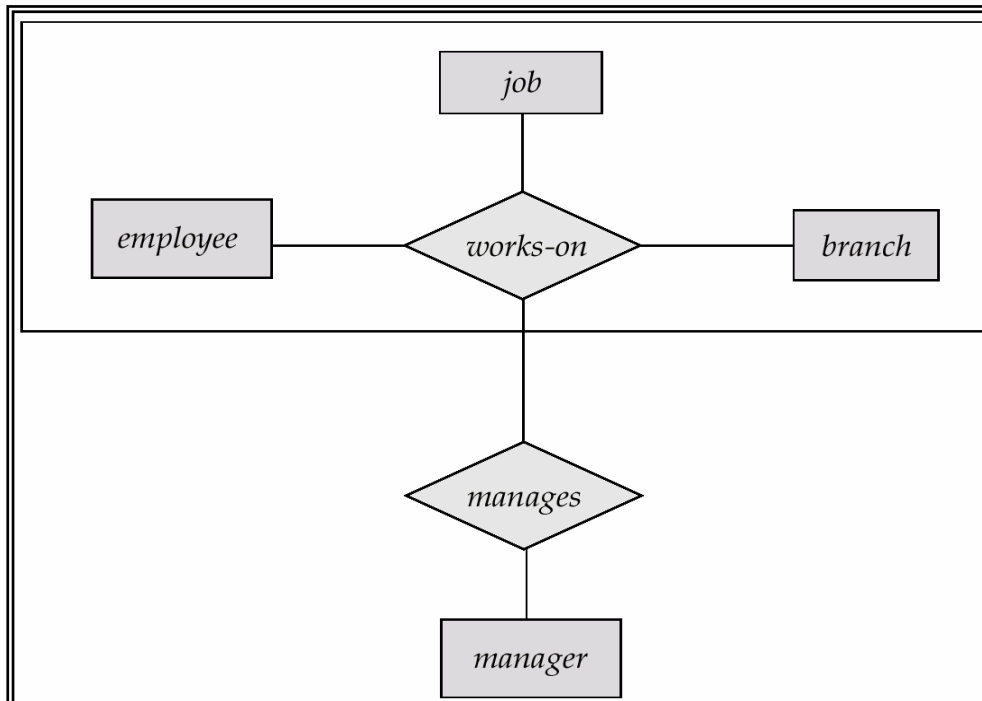 job
employee
works-on
branch
manages
manager